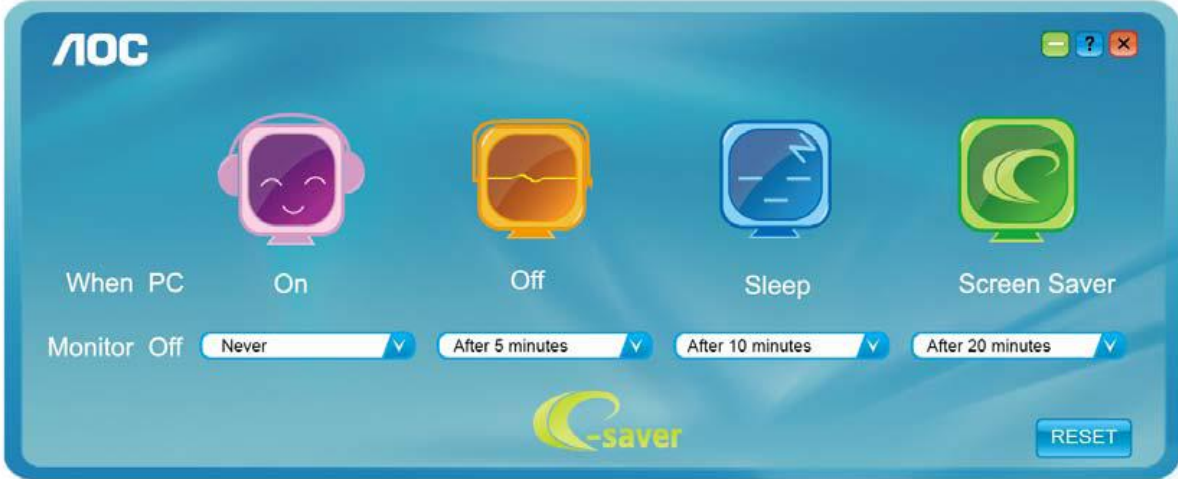 AOC
?
When PC On Off Sleep Screen Saver
Monitor Off Never After 5 minutes After 10 minutes After 20 minutes
e-saver
RESET